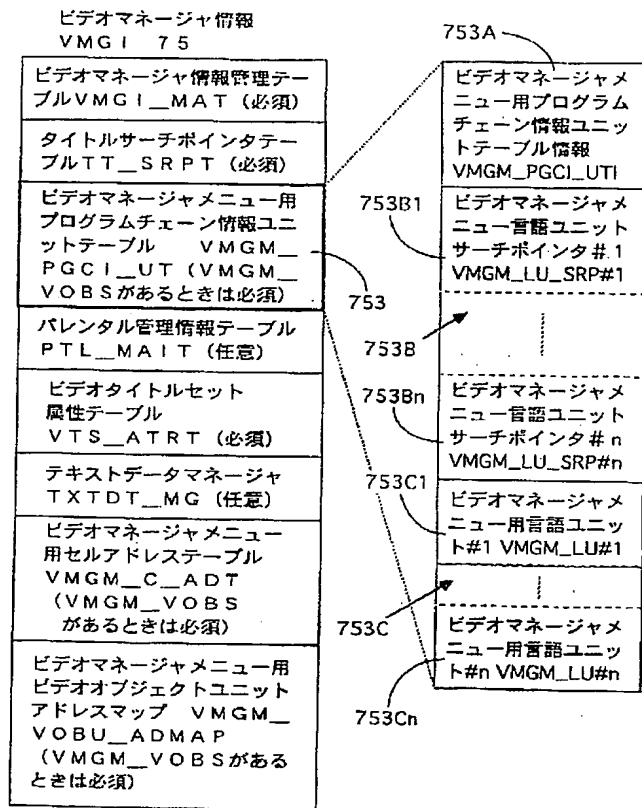 ビデオマネージャ情報
VMGI 75
ビデオマネージャ情報管理テー
ブルVMGI__MAT (必須)
タイトルサーチポインタテー
ブルTT__SRPT (必須)
ビデオマネージャメニュー用
プログラムチェーン情報ユニ
ットテーブル VMGM__
PGCI__UT (VMGM__
VOBSがあるときは必須)
パレンタル管理情報テーブル
PTL__MAIT (任意)
ビデオタイトルセット
属性テーブル
VTS__ATRT (必須)
テキストデータマネージャ
TXTDT__MG (任意)
ビデオマネージャメニュー
用セルアドレステーブル
VMGM__C__ADT
(VMGM__VOBS
があるときは必須)
ビデオマネージャメニュー用
ビデオオブジェクトユニット
アドレスマップ VMGM__
VOBU__ADMAP
(VMGM__VOBSがある
ときは必須)
753
753A
ビデオマネージャメ
ニュー用プログラム
チェーン情報ユニッ
トテーブル情報
VMGM_PGCI_UTI
753B1
ビデオマネージャメ
ニュー言語ユニット
サーチポインタ#.1
VMGM_LU_SRP#1
753B
753Bn
ビデオマネージャメ
ニュー言語ユニット
サーチポインタ#n
VMGM_LU_SRP#n
753C1
ビデオマネージャメ
ニュー用言語ユニッ
ト#1 VMGM_LU#1
753C
ビデオマネージャメ
ニュー用言語ユニッ
ト#n VMGM_LU#n
753Cn